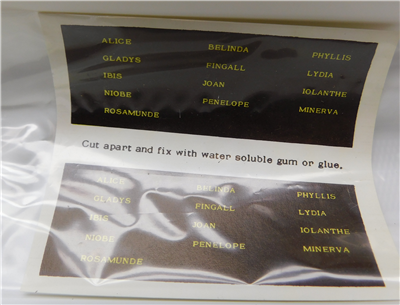 ALICE BELINDA PHYLLIS
GLADYS FINGALL LYDIA
IBIS JOAN IOLANTHE
NIOBE PENELOPE MINERVA
ROSAMUNDE
Cut apart and fix with water soluble gum or glue.
ALICE BELINDA PHYLLIS
GLADYS FINGALL LYDIA
IBIS JOAN IOLANTHE
NIOBE PENELOPE MINERVA
ROSAMUNDE